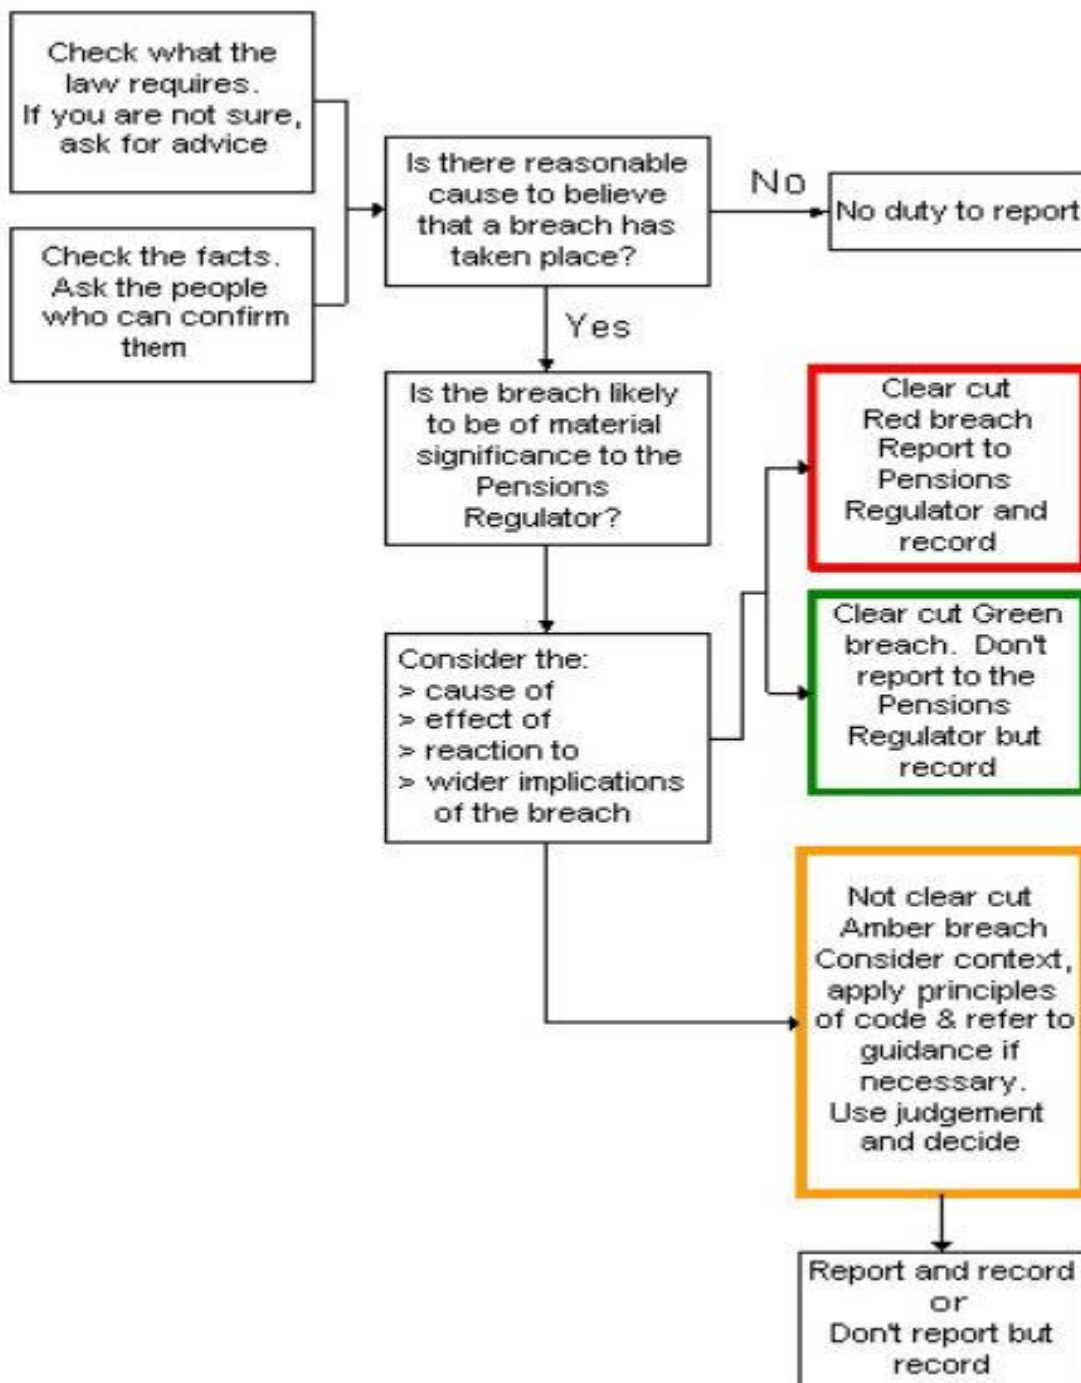 Check what the
law requires.
If you are not sure,
ask for advice
Check the facts.
Ask the people
who can confirm
them
Is there reasonable
cause to believe
that a breach has
taken place?
No
No duty to report
Yes
Is the breach likely
to be of material
significance to the
Pensions
Regulator?
Consider the:
> cause of
> effect of
> reaction to
> wider implications
of the breach
Clear cut
Red breach
Report to
Pensions
Regulator and
record
Clear cut Green
breach. Don't
report to the
Pensions
Regulator but
record
Not clear cut
Amber breach
Consider context,
apply principles
of code & refer to
guidance if
necessary.
Use judgement
and decide
Report and record
or
Don't report but
record